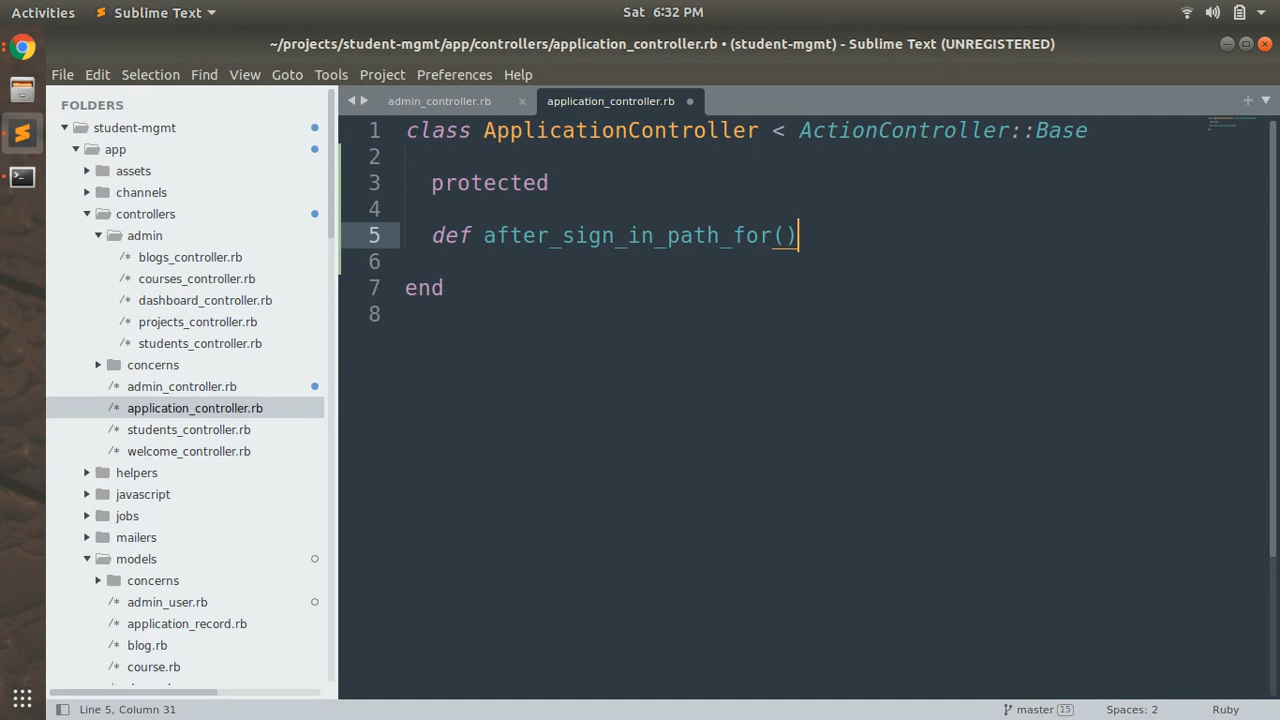 Activities
Sublime Text
Sat 6:32 PM
~/projects/student-mgmt/app/controllers/application_controller.rb • (student-mgmt) - Sublime Text (UNREGISTERED)
File Edit Selection Find View Goto Tools Project Preferences Help
FOLDERS
student-mgmt
app
assets
channels
controllers
admin
blogs_controller.rb
courses_controller.rb
dashboard_controller.rb
projects_controller.rb
students_controller.rb
concerns
admin_controller.rb
application_controller.rb
students_controller.rb
welcome_controller.rb
helpers
javascript
jobs
mailers
models
concerns
admin_user.rb
application_record.rb
blog.rb
course.rb
admin_controller.rb
application_controller.rb
1 class ApplicationController < ActionController::Base
2
3 protected
4
5 def after_sign_in_path_for()
6
7 end
8
Line 5, Column 31
master 15
Spaces: 2
Ruby